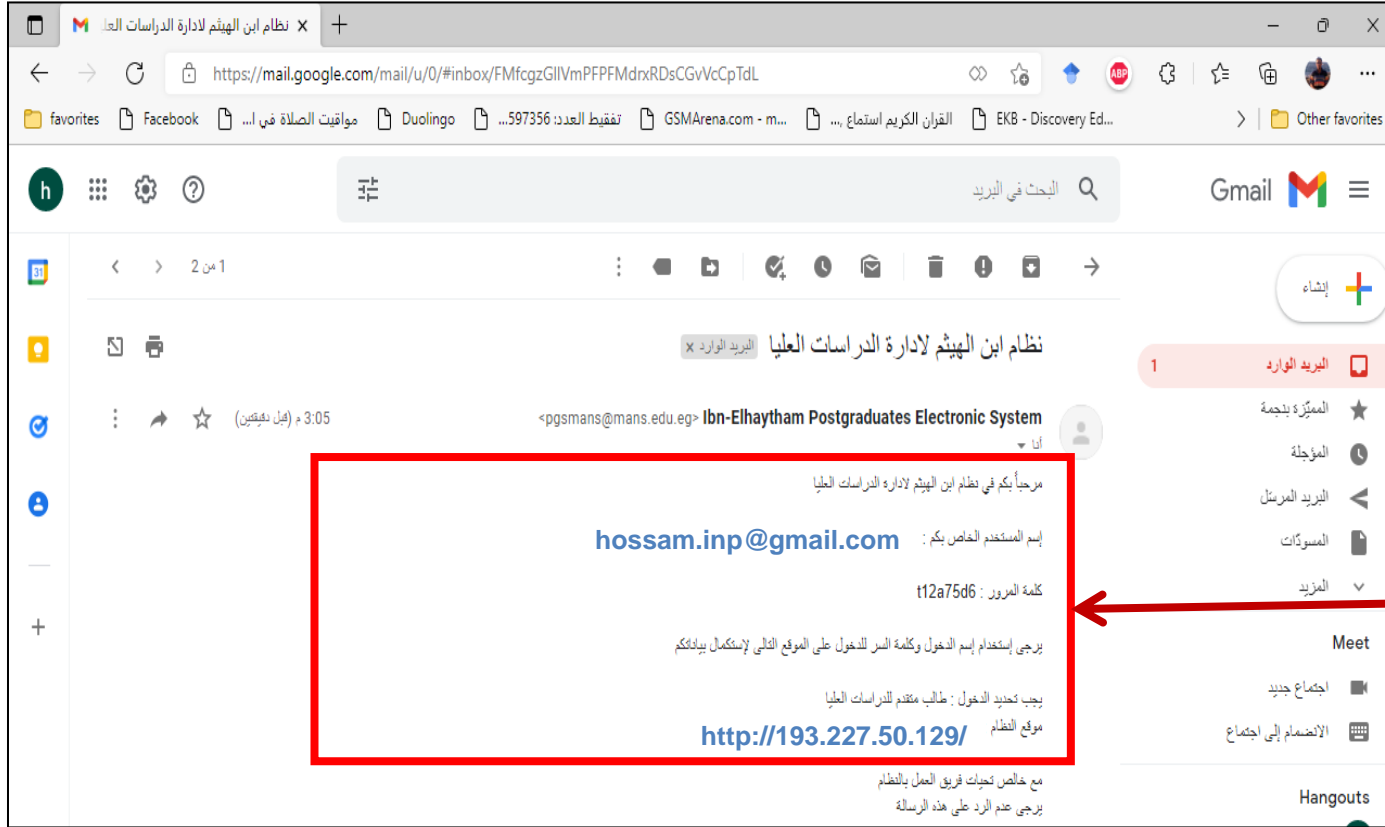 نظام ابن الهيثم لادارة الدراسات العلـ
https://mail.google.com/mail/u/0/#inbox/FMfcgzGllVmPFPFMdrxRDsCGvVcCpTdL
ABP
favorites
Facebook
مواقيت الصلاة في ا...
Duolingo
تفقيط العدد: 597356...
GSMArena.com - m...
القران الكريم استماع ,...
EKB - Discovery Ed...
Other favorites
h
البحث في البريد
Gmail
31
1 من 2
إنشاء
نظام ابن الهيثم لادارة الدراسات العليا
البريد الوارد x
البريد الوارد
1
المميّزة بنجمة
المؤجلة
البريد المرسَل
المسودّات
المزيد
Meet
اجتماع جديد
الانضمام إلى اجتماع
Hangouts
Ibn-Elhaytham Postgraduates Electronic System <pgsmans@mans.edu.eg>
3:05 م (قبل دقيقتين)
أنا
مرحباً بكم في نظام ابن الهيثم لادارة الدراسات العليا
إسم المستخدم الخاص بكم : hossam.inp@gmail.com
كلمة المرور : t12a75d6
يرجى إستخدام إسم الدخول وكلمة السر للدخول على الموقع التالى لإستكمال بياناتكم
يجب تحديد الدخول : طالب متقدم للدراسات العليا
موقع النظام http://193.227.50.129/
مع خالص تحيات فريق العمل بالنظام
يرجى عدم الرد على هذه الرسالة